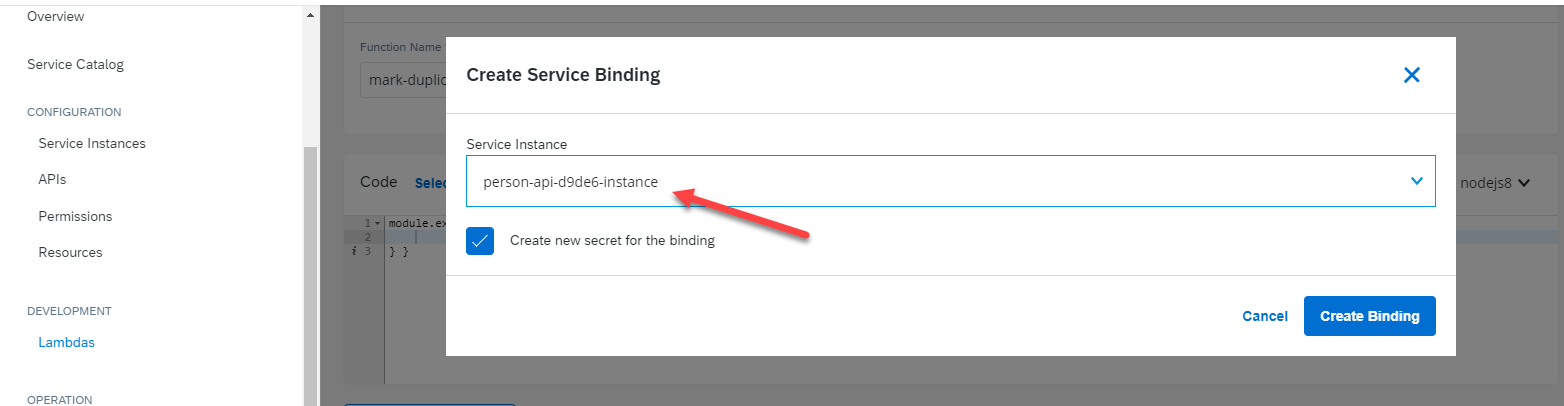 Overview
Service Catalog
CONFIGURATION
Service Instances
APIs
Permissions
Resources
DEVELOPMENT
Lambdas
OPERATION
Function Name
mark-duplic
Code Selec
nodejs8
1 module.ex
2
i 3 } }
Create Service Binding
Service Instance
person-api-d9de6-instance
Create new secret for the binding
Cancel Create Binding